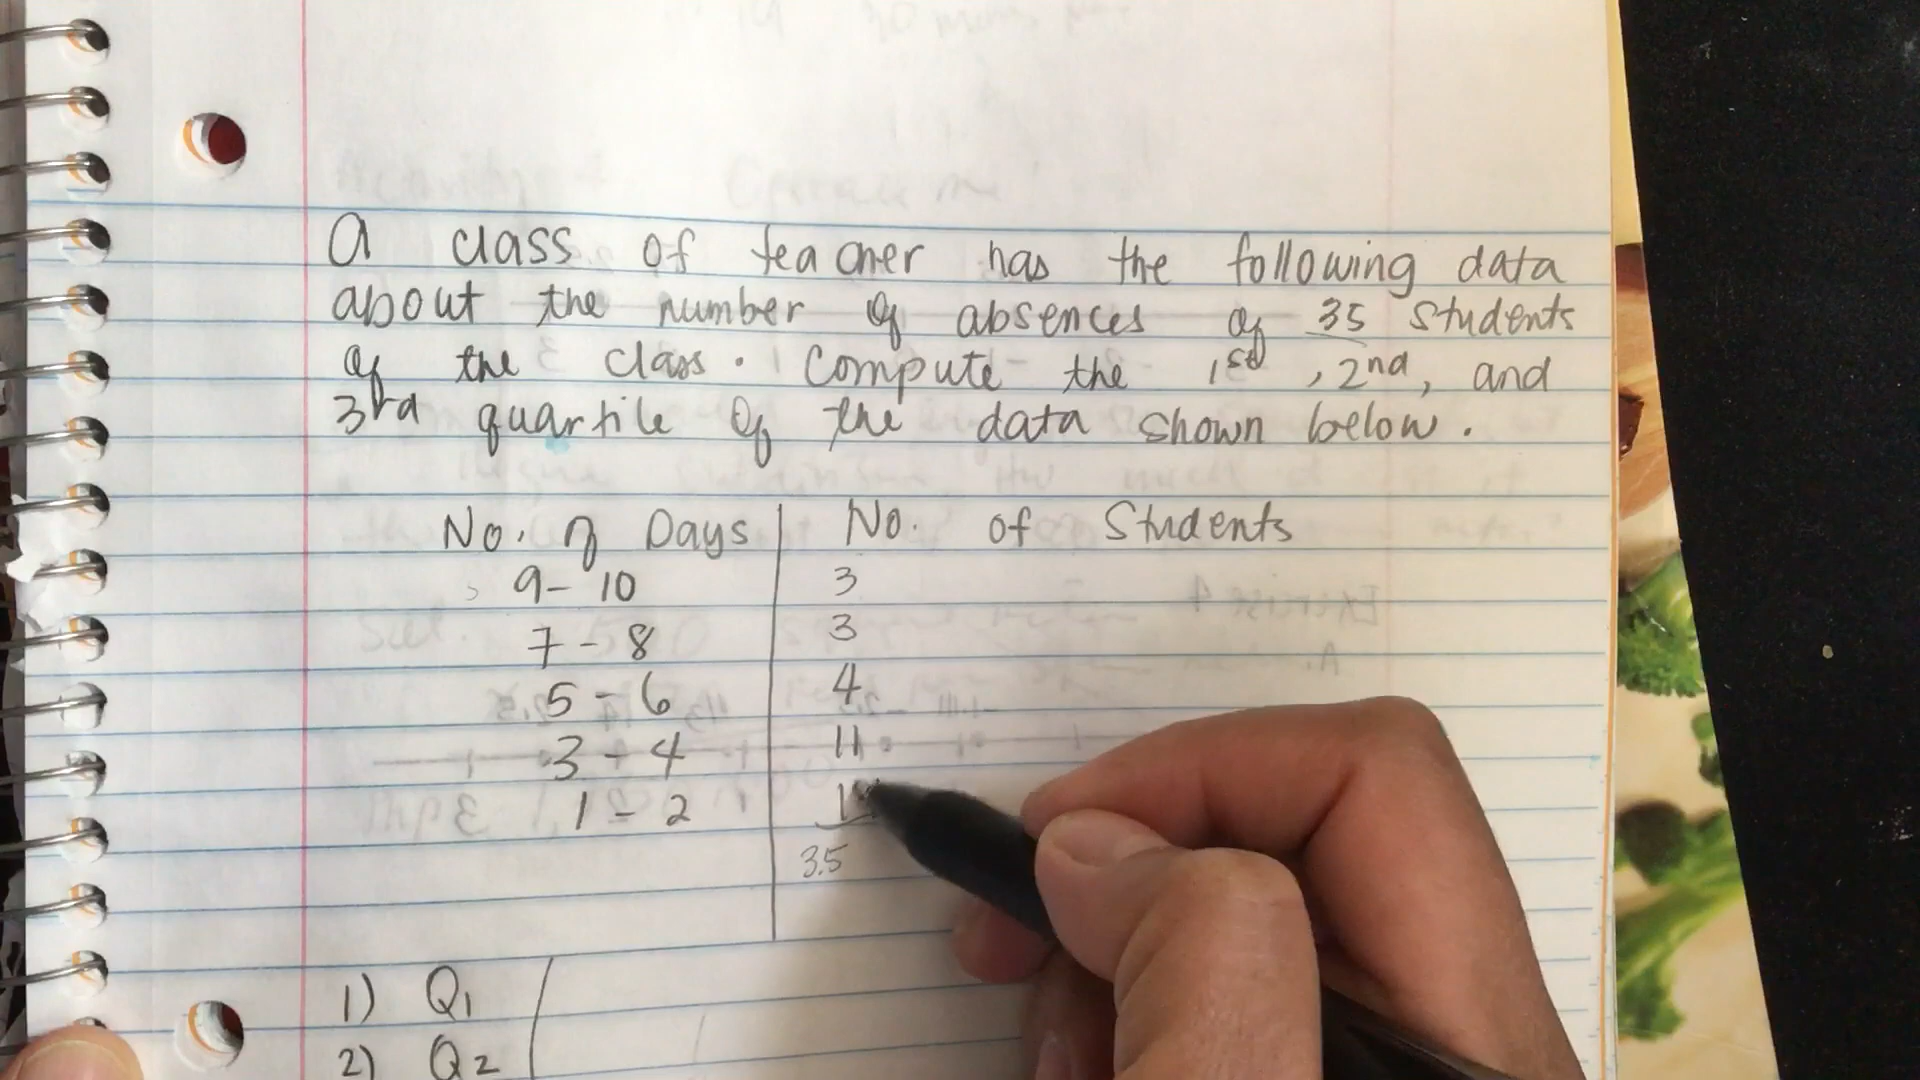 A class of teacher has the following data
about the number of absences of 35 students
of the class. Compute the 1st, 2nd, and
3rd quartile of the data shown below.
No. of Days No. of Students
9 - 10 3
7 - 8 3
5 - 6 4
3 - 4 11
1 - 2
35
1) Q1
2) Q2